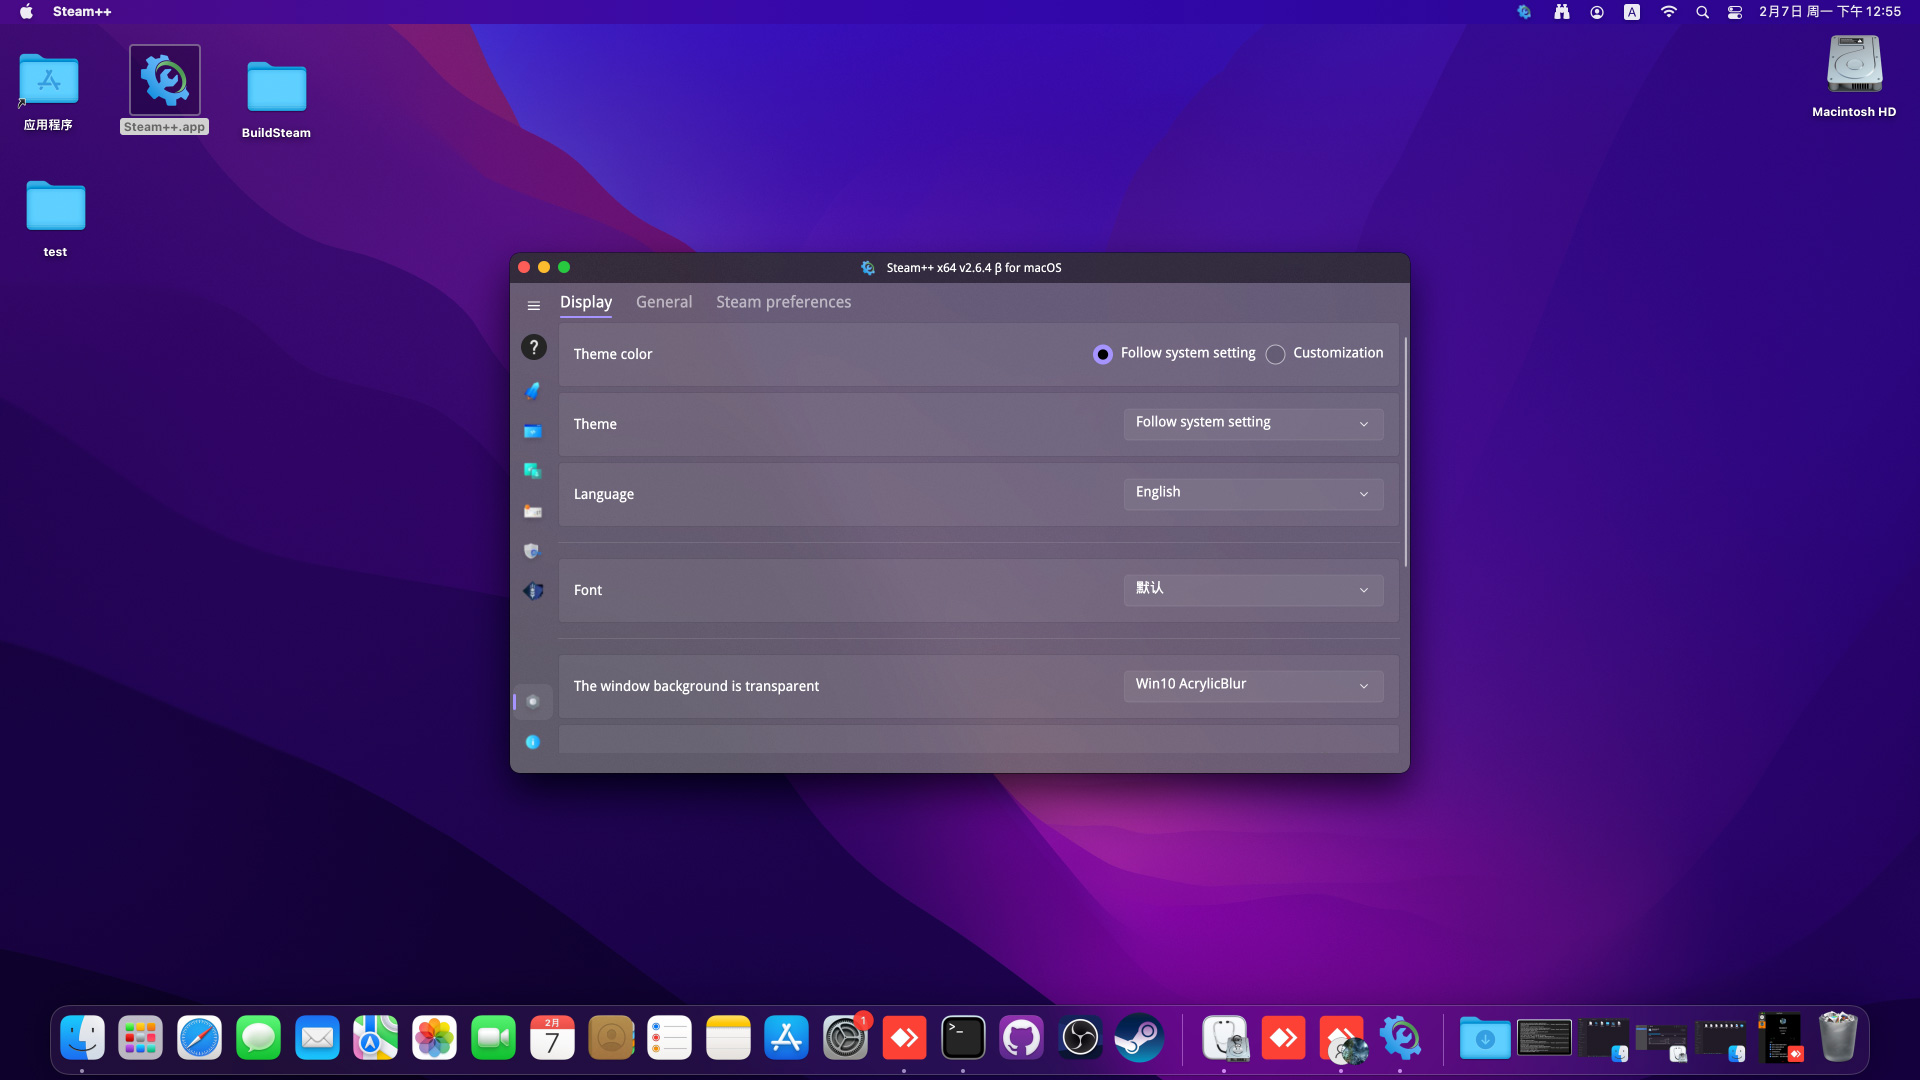 Steam++
A
2月7日 周一 下午 12:55
应用程序
Steam++.app
BuildSteam
Macintosh HD
test
Steam++ x64 v2.6.4 β for macOS
Display
General
Steam preferences
?
Theme color
Follow system setting
Customization
Theme
Follow system setting
Language
English
Font
默认
The window background is transparent
Win10 AcrylicBlur
2月
7
1
>_